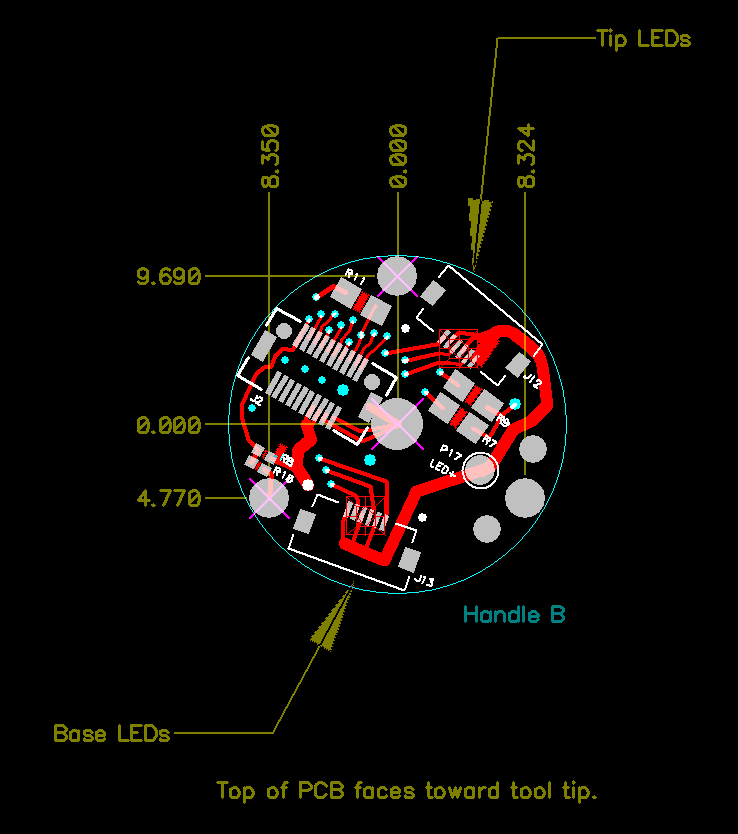 Tip LEDs
8.350
0.000
8.324
9.690
R11
J12
J2
R9
R7
0.000
P17
LED+
R8
R10
4.770
J13
Handle B
Base LEDs
Top of PCB faces toward tool tip.